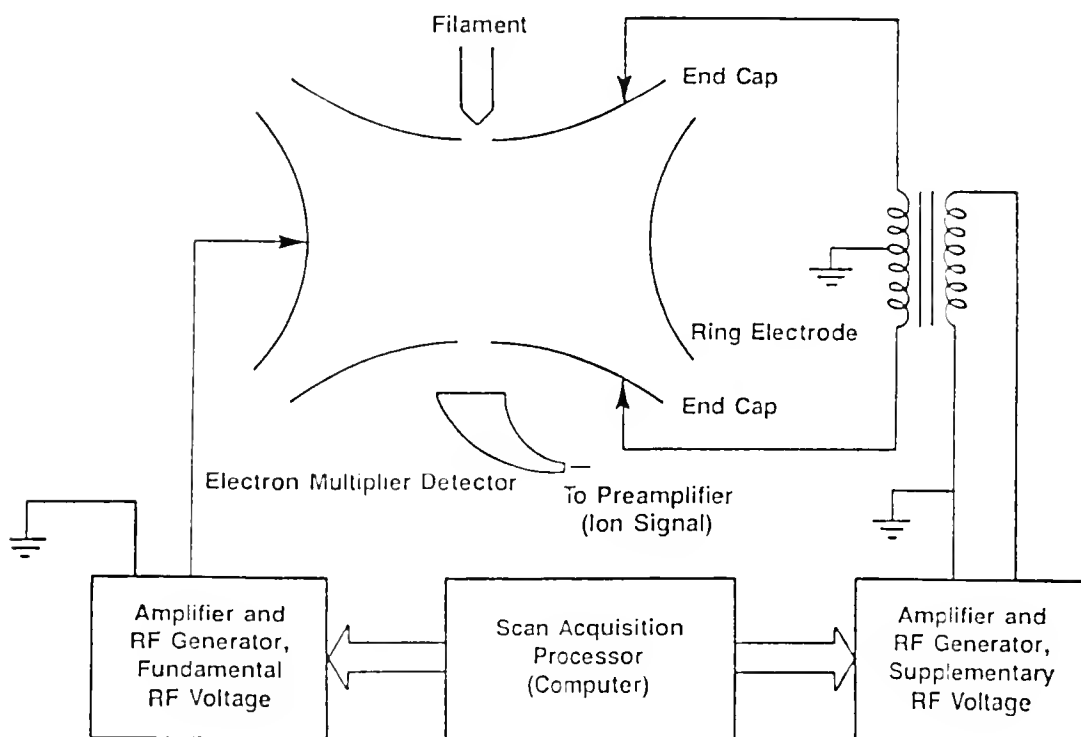 Filament
End Cap
Ring Electrode
End Cap
Electron Multiplier Detector
To Preamplifier
(Ion Signal)
Amplifier and
RF Generator,
Fundamental
RF Voltage
Scan Acquisition
Processor
(Computer)
Amplifier and
RF Generator,
Supplementary
RF Voltage